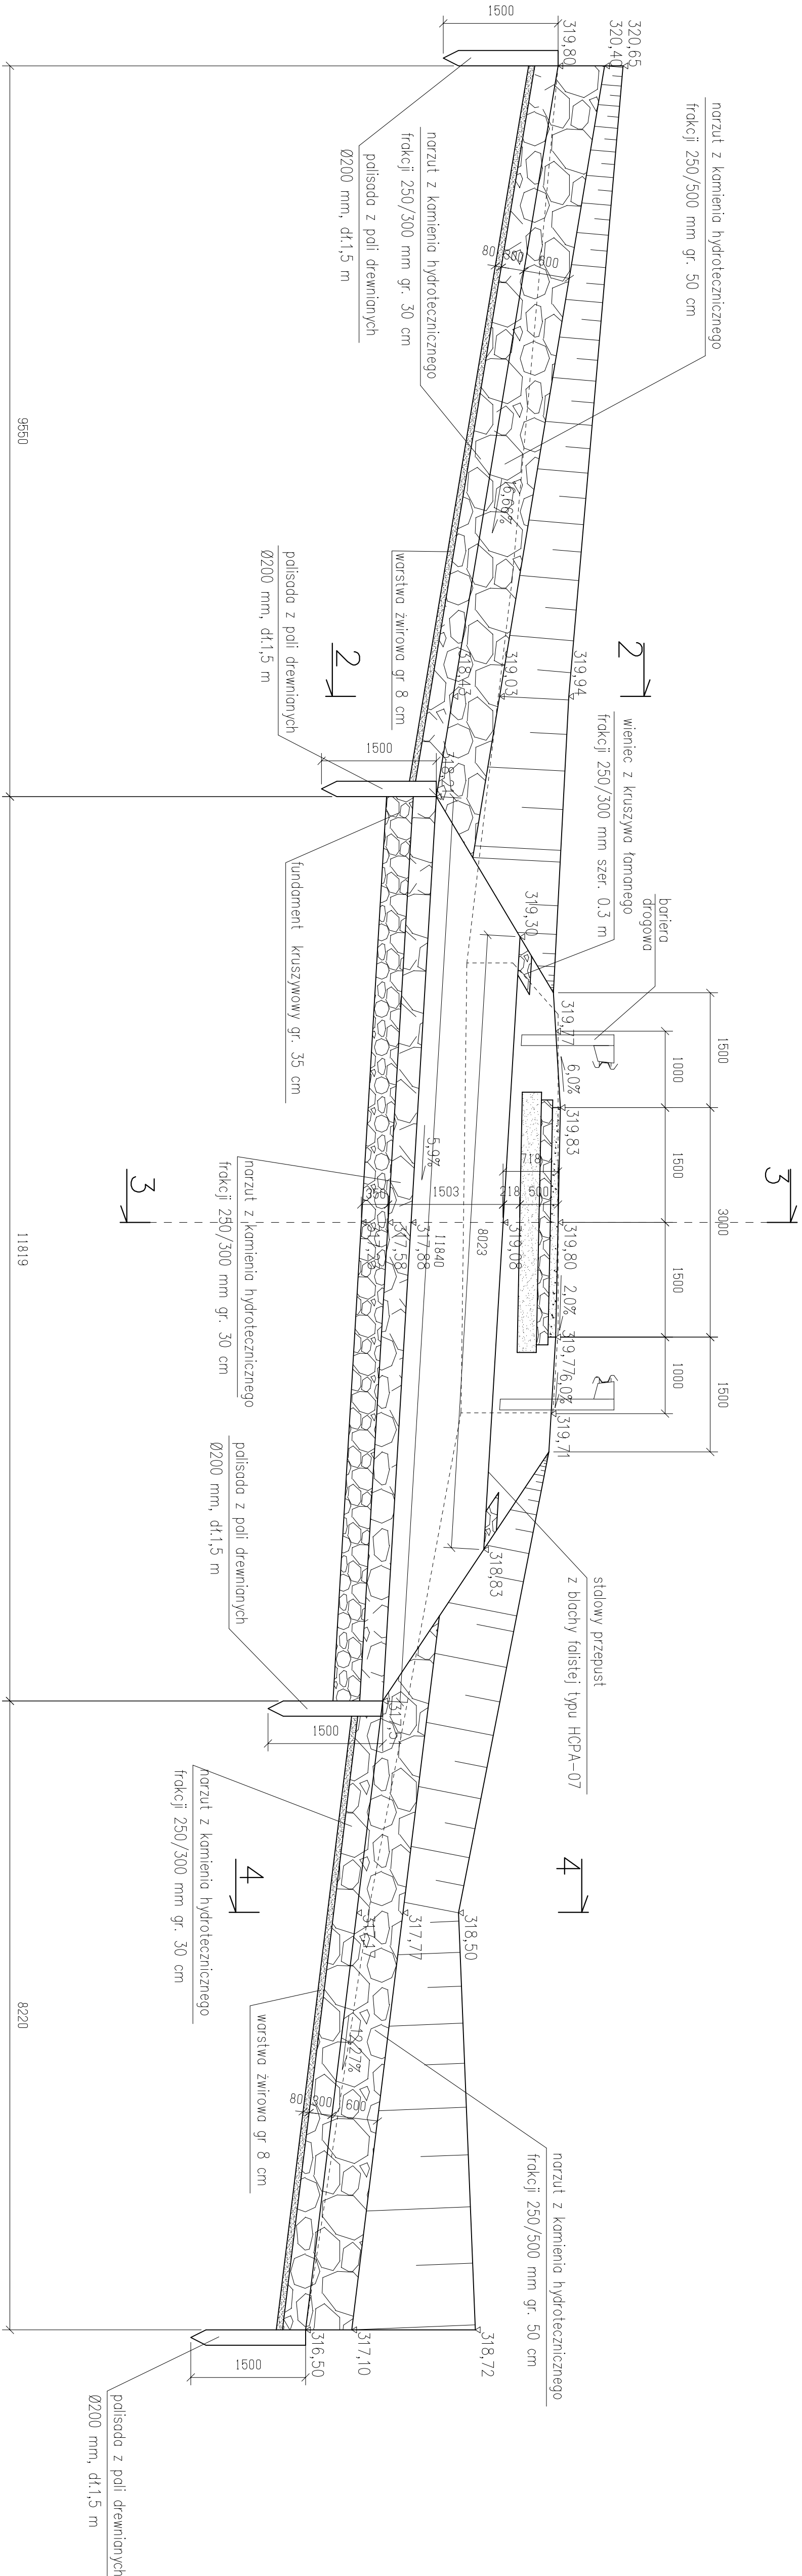 1500
319,80
320,40
320,65
narzut z kamienia hydrotecznicznego
frakcji 250/500 mm gr. 50 cm
narzut z kamienia hydrotecznicznego
frakcji 250/300 mm gr. 30 cm
palisada z pali drewnianych
Ø200 mm, dł.1,5 m
80
300
600
6,66%
9550
palisada z pali drewnianych
Ø200 mm, dł.1,5 m
warstwa żwirowa gr 8 cm
2
2
318,43
319,03
319,94
1500
wieniec z kruszywa łamanego
frakcji 250/300 mm szer. 0.3 m
bariera
drogowa
319,30
fundament kruszywowy gr. 35 cm
319,77
6,0%
319,83
1500
1000
1500
3000
1500
1000
1500
5,9%
718
350
1503
218
500
3
3
317,58
317,88
319,08
319,80
2,0%
319,77
6,0%
319,71
11840
8023
11819
narzut z kamienia hydrotecznicznego
frakcji 250/300 mm gr. 30 cm
palisada z pali drewnianych
Ø200 mm, dł.1,5 m
318,83
stalowy przepust
z blachy falistej typu HCPA-07
1500
narzut z kamienia hydrotecznicznego
frakcji 250/300 mm gr. 30 cm
4
4
317,17
317,77
318,50
12,27%
8220
warstwa żwirowa gr 8 cm
80
300
600
narzut z kamienia hydrotecznicznego
frakcji 250/500 mm gr. 50 cm
316,50
317,10
318,72
1500
palisada z pali drewnianych
Ø200 mm, dł.1,5 m